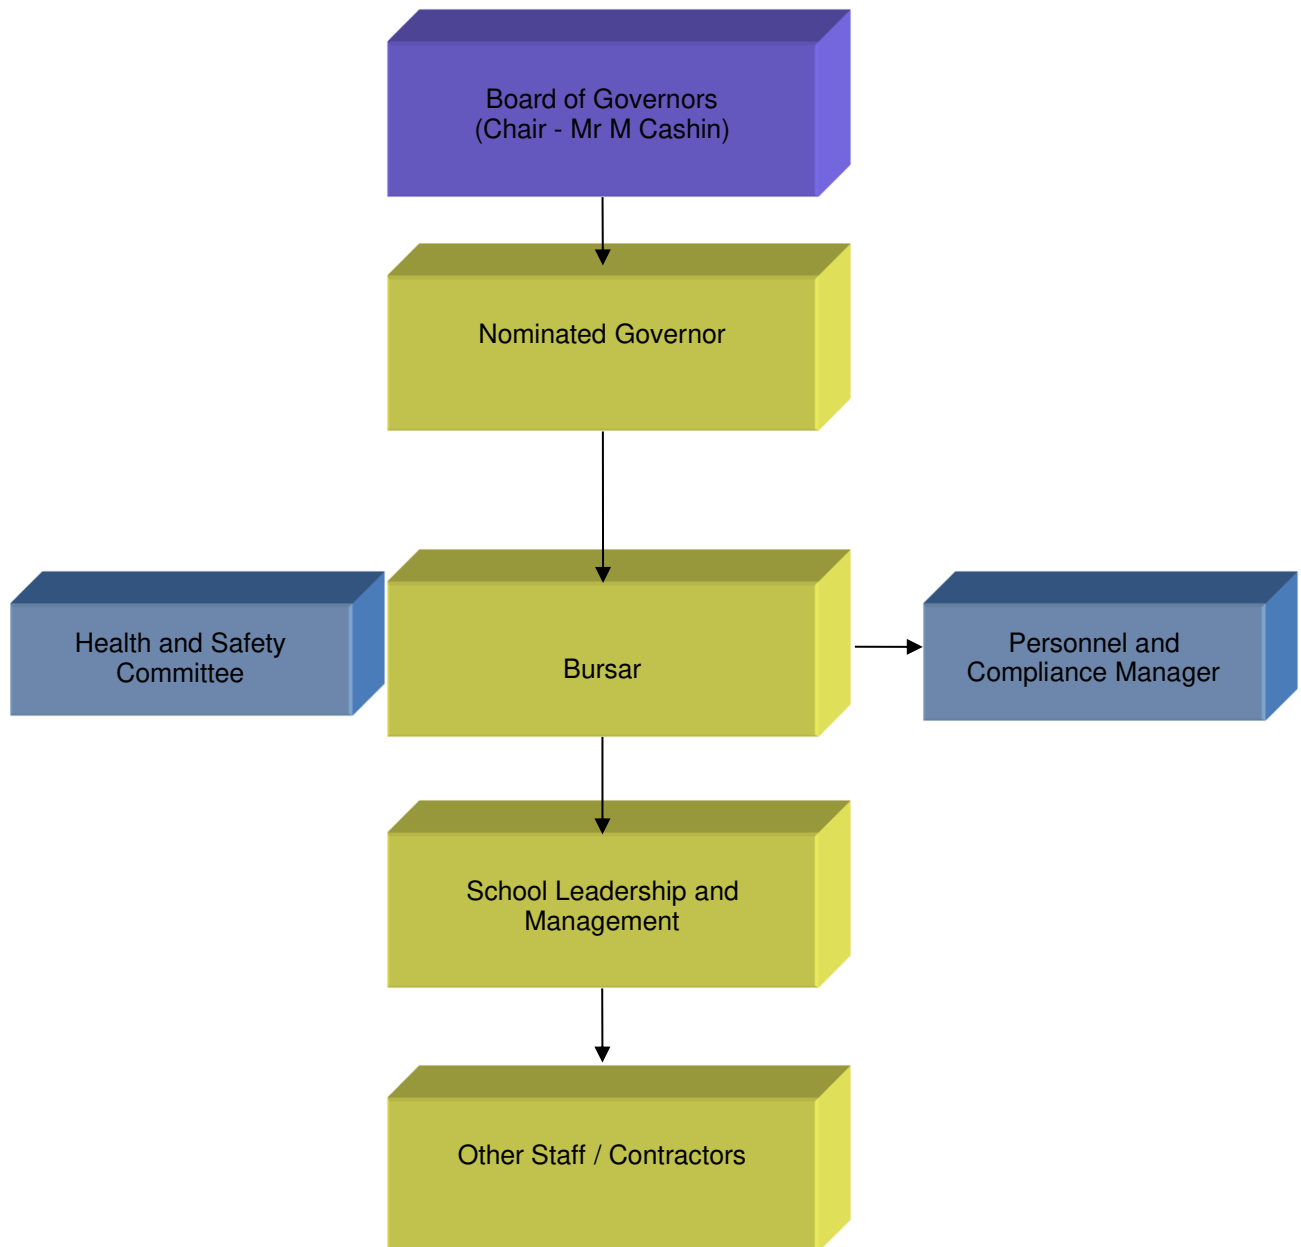 Board of Governors
(Chair - Mr M Cashin)
Nominated Governor
Health and Safety
Committee
Bursar
Personnel and
Compliance Manager
School Leadership and
Management
Other Staff / Contractors